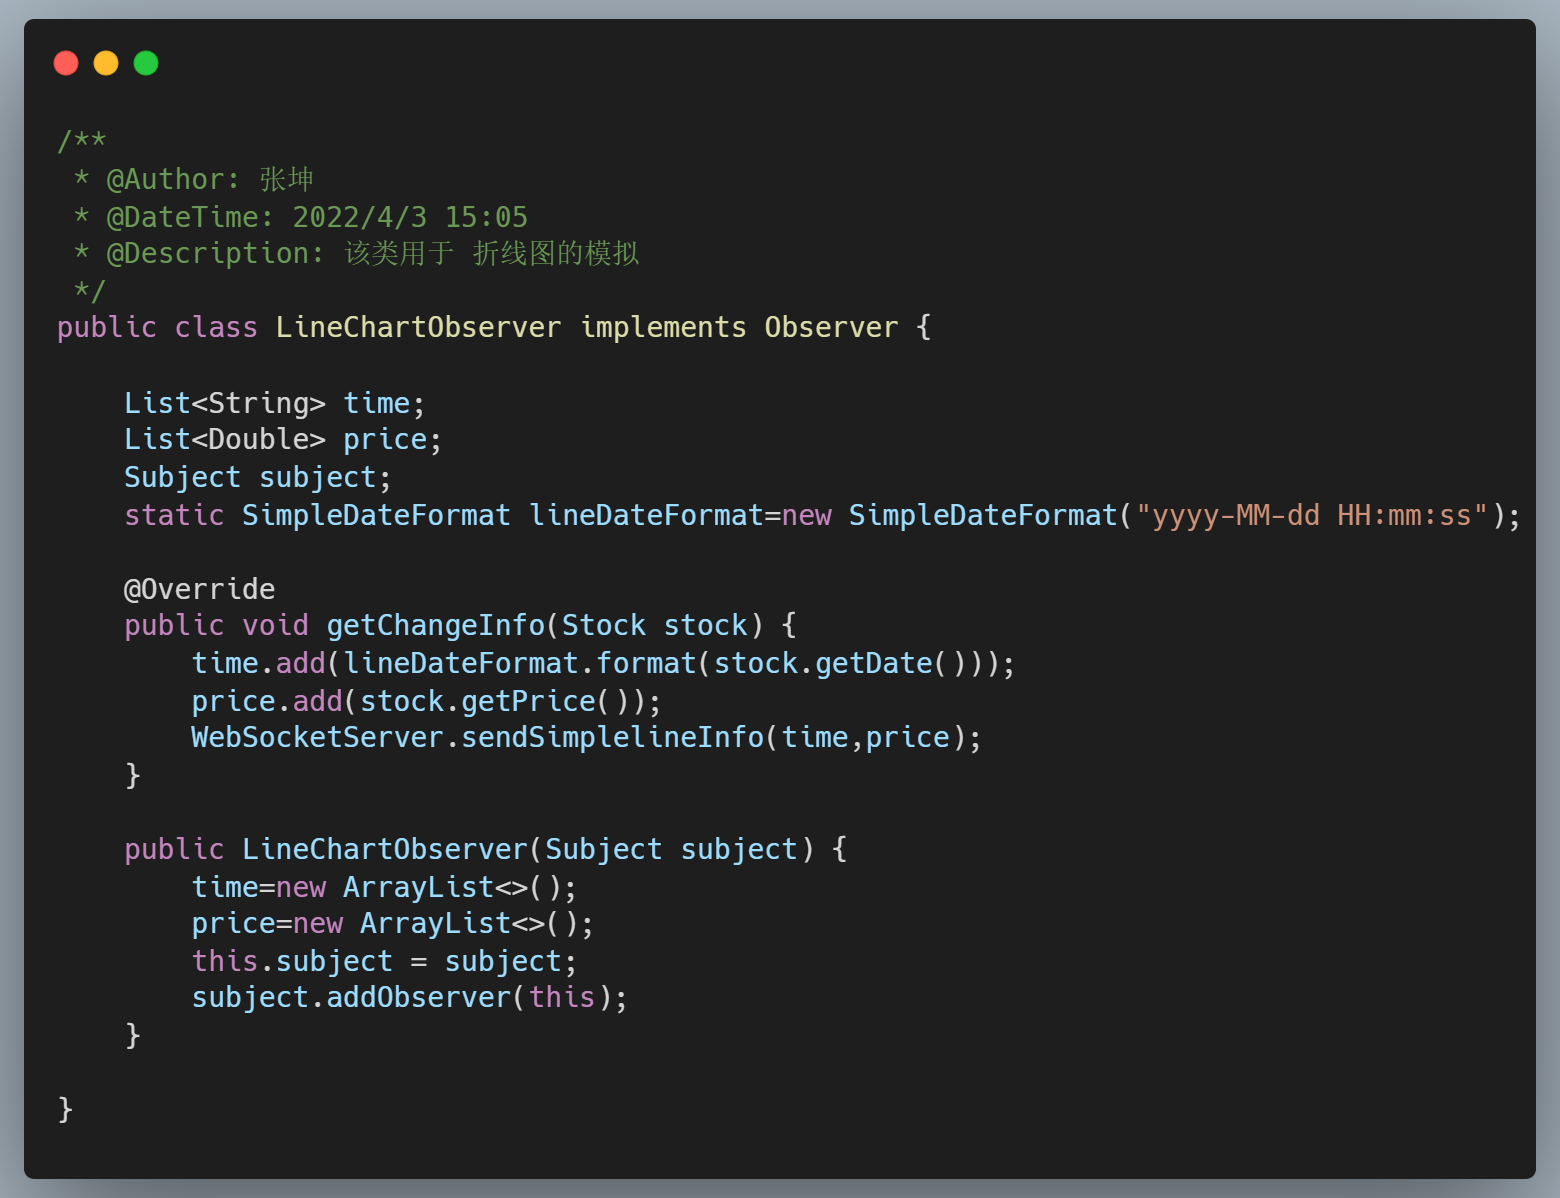 /**
 * @Author: 张坤
 * @DateTime: 2022/4/3 15:05
 * @Description: 该类用于 折线图的模拟
 */
public class LineChartObserver implements Observer {
    List<String> time;
    List<Double> price;
    Subject subject;
    static SimpleDateFormat lineDateFormat=new SimpleDateFormat("yyyy-MM-dd HH:mm:ss");
    @Override
    public void getChangeInfo(Stock stock) {
        time.add(lineDateFormat.format(stock.getDate()));
        price.add(stock.getPrice());
        WebSocketServer.sendSimplelineInfo(time,price);
    }
    public LineChartObserver(Subject subject) {
        time=new ArrayList<>();
        price=new ArrayList<>();
        this.subject = subject;
        subject.addObserver(this);
    }
}